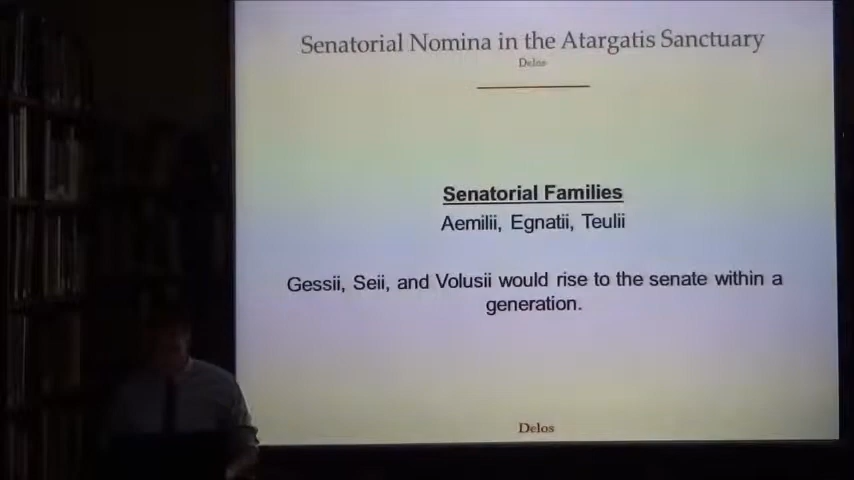 Senatorial Nomina in the Atargatis Sanctuary
Delos
Senatorial Families
Aemilii, Egnatii, Teulii
Gessii, Seii, and Volusii would rise to the senate within a
generation.
Delos